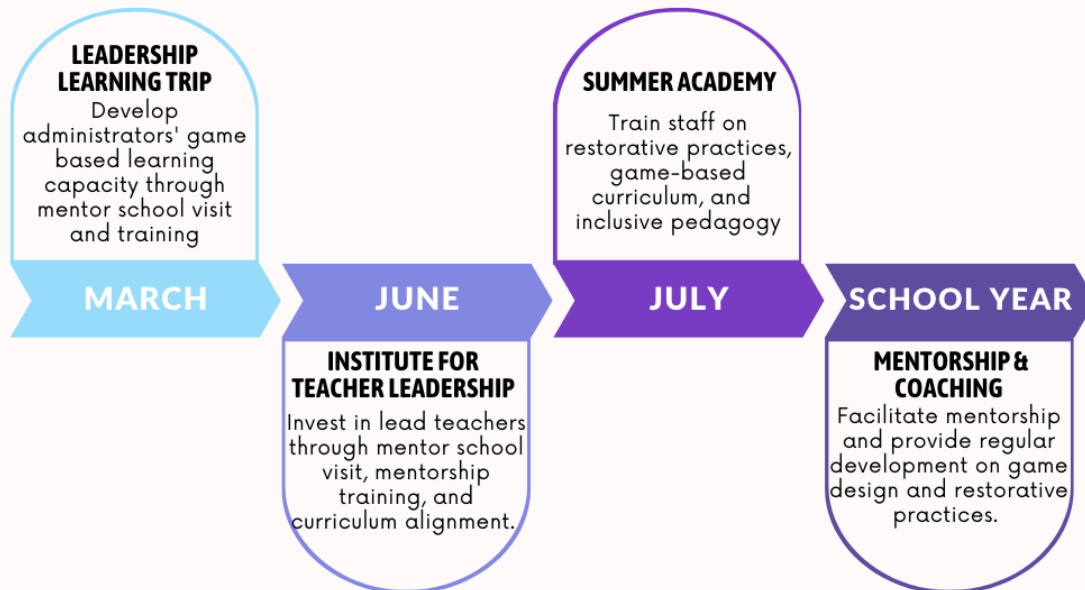 LEADERSHIP
LEARNING TRIP
Develop
administrators' game
based learning
capacity through
mentor school visit
and training
MARCH
JUNE
INSTITUTE FOR
TEACHER LEADERSHIP
Invest in lead teachers
through mentor school
visit, mentorship
training, and
curriculum alignment.
SUMMER ACADEMY
Train staff on
restorative practices,
game-based
curriculum, and
inclusive pedagogy
JULY
SCHOOL YEAR
MENTORSHIP &
COACHING
Facilitate mentorship
and provide regular
development on game
design and restorative
practices.